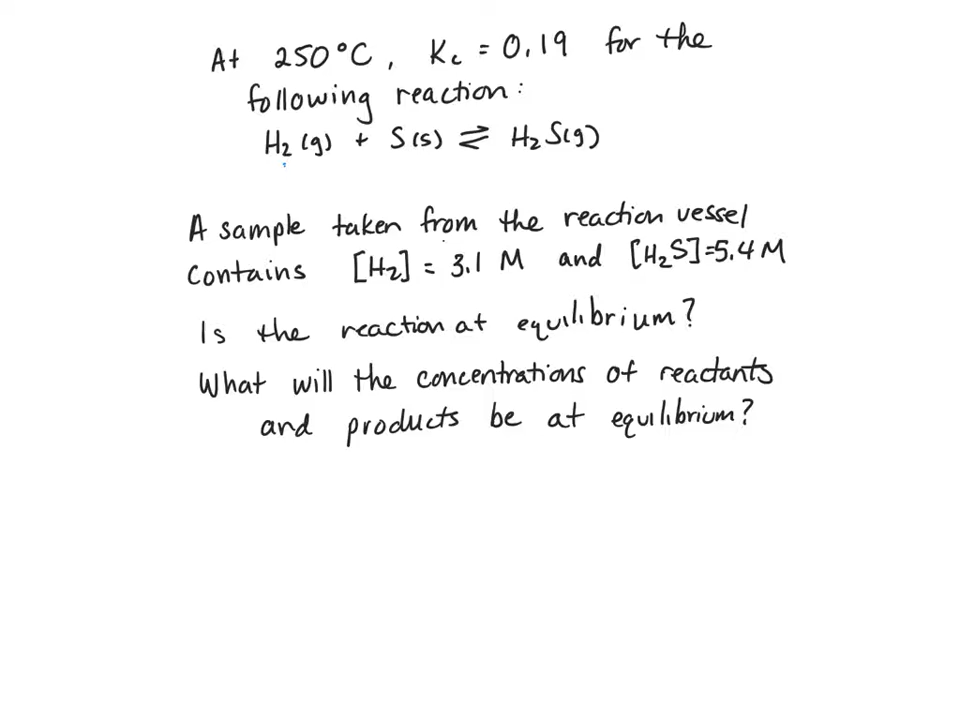 At 250°C, Kc = 0.19 for the
following reaction:
H₂(g) + S(s) ⇌ H₂S(g)
A sample taken from the reaction vessel
contains [H₂] = 3.1 M and [H₂S]=5.4 M
Is the reaction at equilibrium?
What will the concentrations of reactants
and products be at equilibrium?